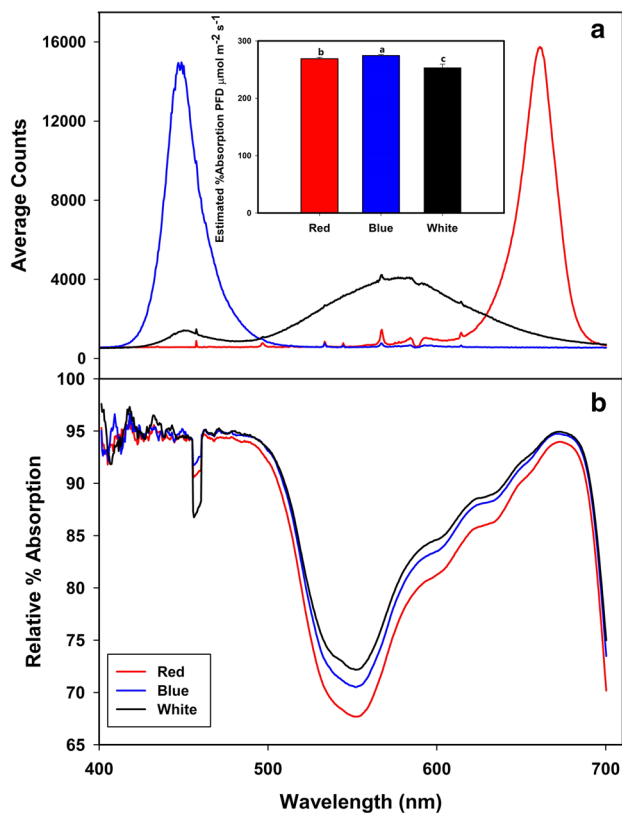 a
16000
12000
8000
4000
0
Average Counts
Estimated %Absorption PFD μmol m-2 s-1
300
200
100
0
b
a
c
Red
Blue
White
b
100
95
90
85
80
75
70
65
Relative % Absorption
Red
Blue
White
400
500
600
700
Wavelength (nm)